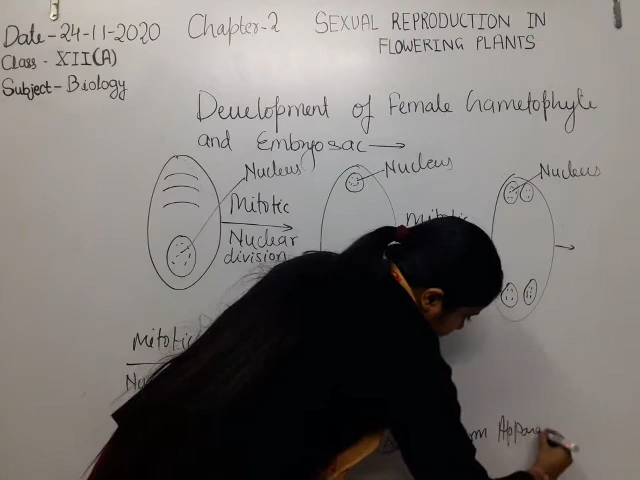 Date-24-11-2020 Chapter-2 SEXUAL REPRODUCTION IN
FLOWERING PLANTS
Class - XII(A)
Subject-Biology
Development of Female Gametophyte
and Embryosac
Nucleus
Nucleus
Nucleus
Mitotic
Nuclear
division
Mitotic
Mitotic